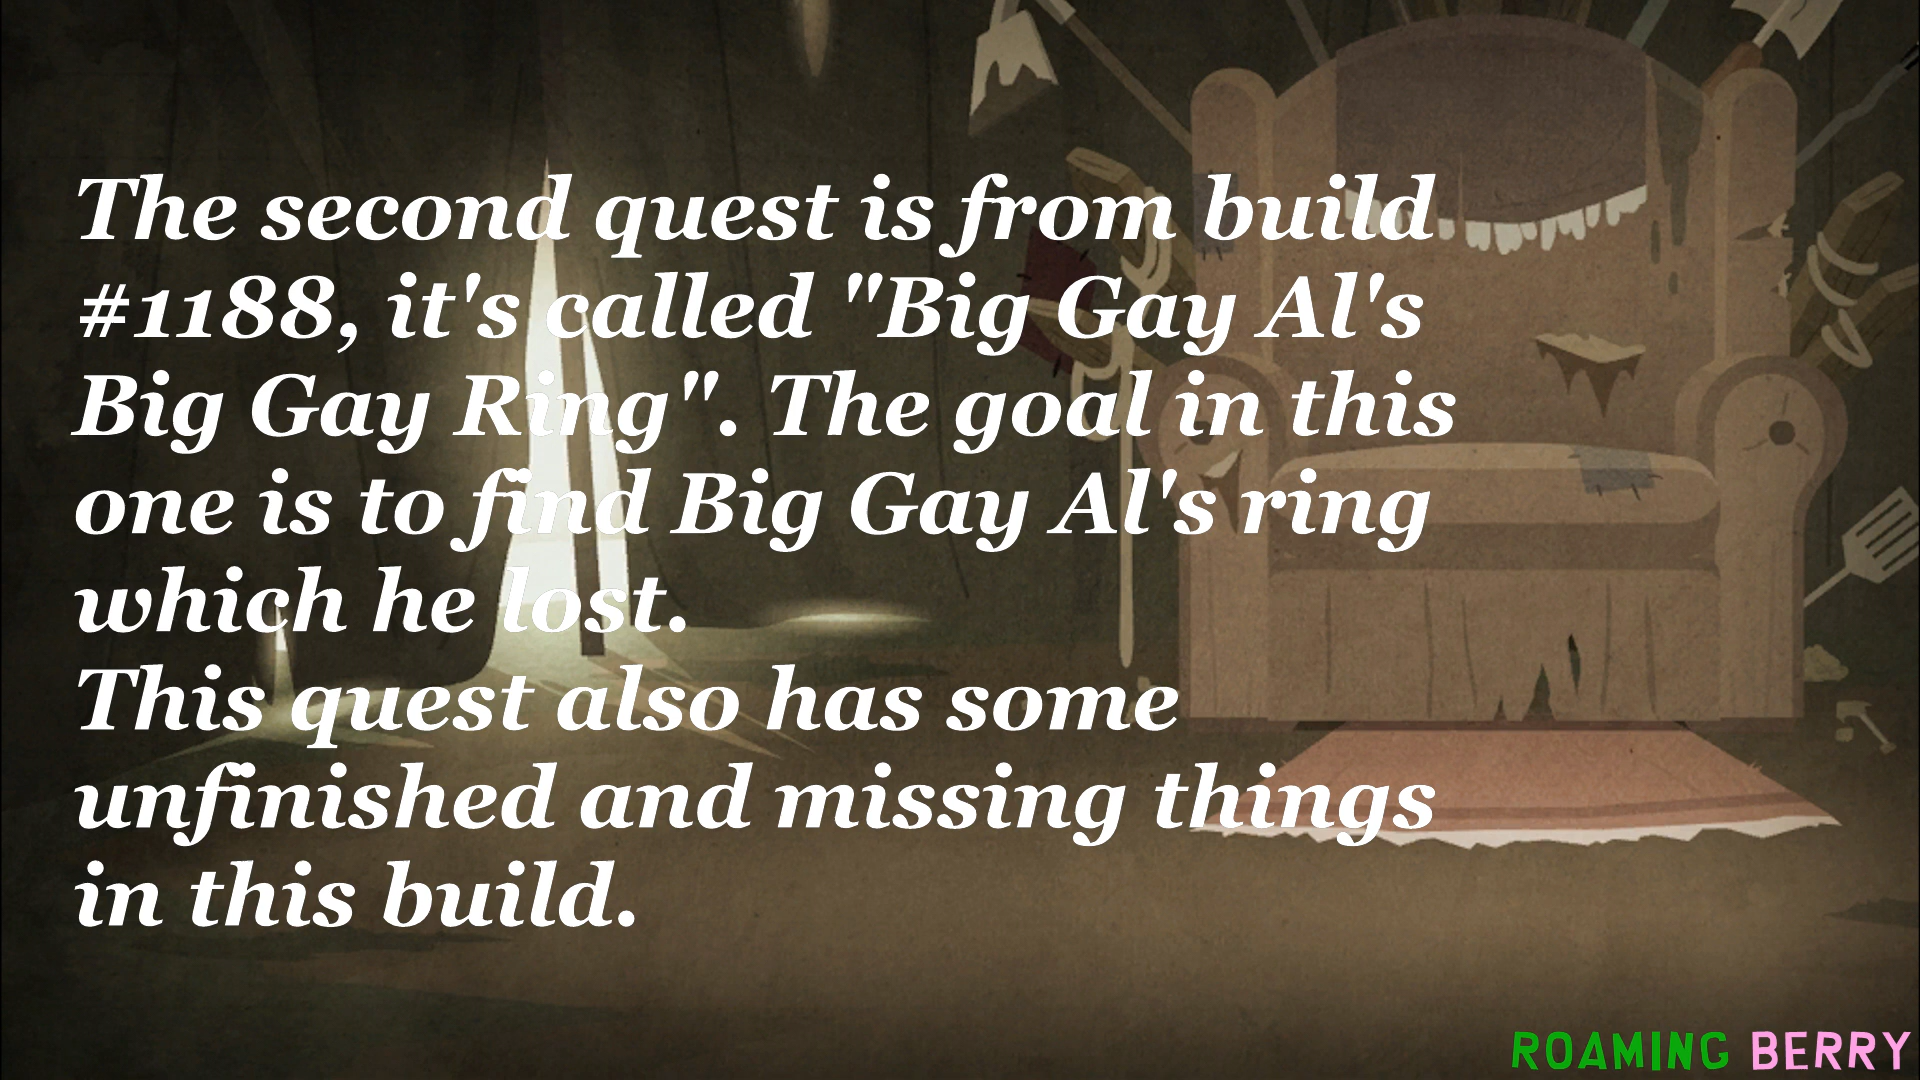 The second quest is from build
#1188, it's called "Big Gay Al's
Big Gay Ring". The goal in this
one is to find Big Gay Al's ring
which he lost.
This quest also has some
unfinished and missing things
in this build.
ROAMING BERRY